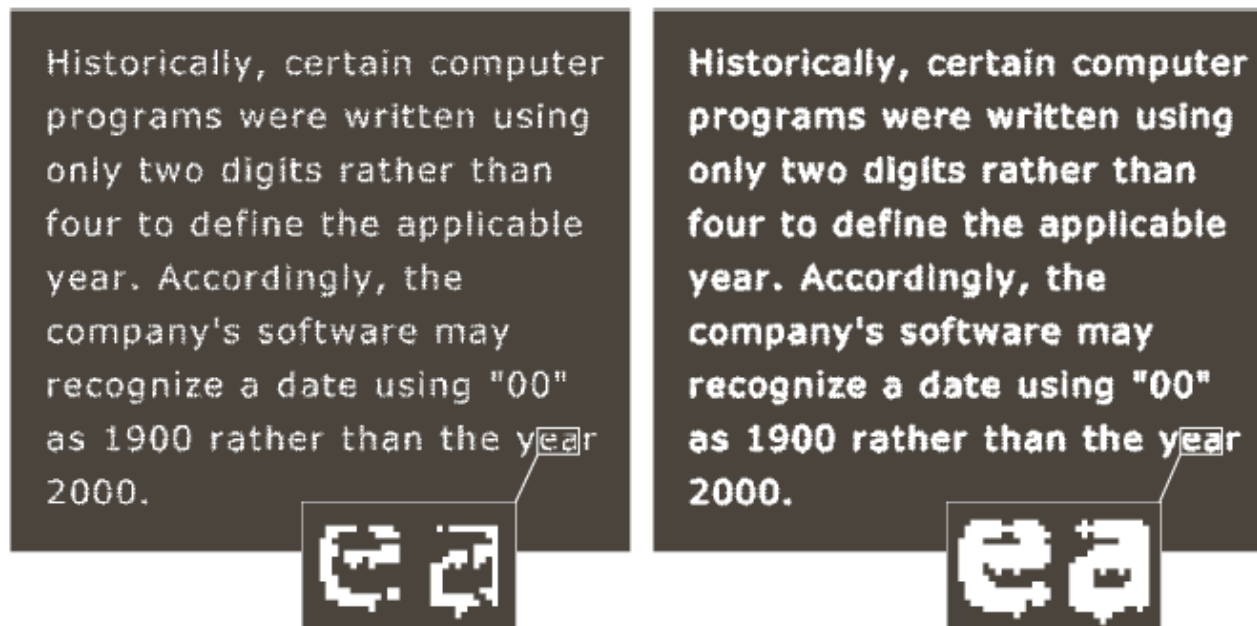 Historically, certain computer
programs were written using
only two digits rather than
four to define the applicable
year. Accordingly, the
company's software may
recognize a date using "00"
as 1900 rather than the year
2000.
ea
Historically, certain computer
programs were written using
only two digits rather than
four to define the applicable
year. Accordingly, the
company's software may
recognize a date using "00"
as 1900 rather than the year
2000.
ea